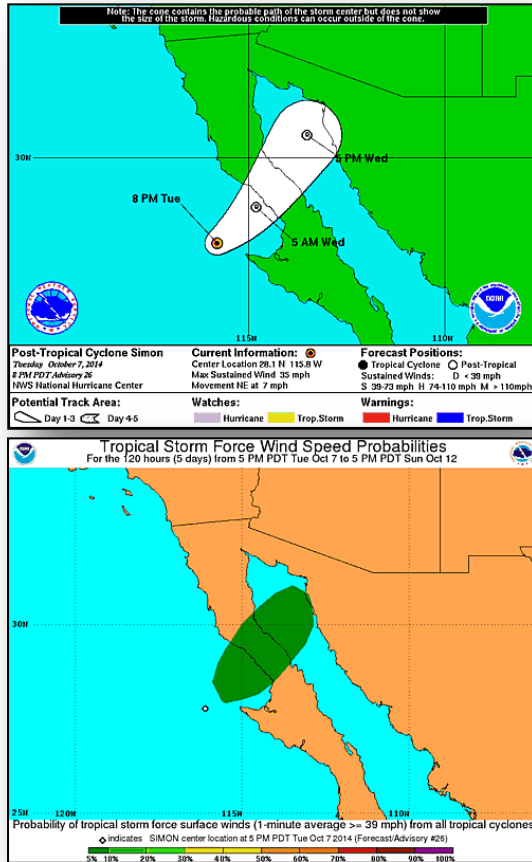 Note: The cone contains the probable path of the storm center but does not show
the size of the storm. Hazardous conditions can occur outside of the cone.
30N
5 PM Wed
8 PM Tue
5 AM Wed
NOAA
115W
110W
Post-Tropical Cyclone Simon
Tuesday October 7, 2014
8 PM PDT Advisory 26
NWS National Hurricane Center
Current Information:
Center Location 28.1 N 115.8 W
Max Sustained Wind 35 mph
Movement NE at 7 mph
Forecast Positions:
Tropical Cyclone Post-Tropical
Sustained Winds: D < 39 mph
S 39-73 mph H 74-110 mph M > 110mph
Potential Track Area:
Day 1-3 Day 4-5
Watches:
Hurricane Trop.Storm
Warnings:
Hurricane Trop.Storm
Tropical Storm Force Wind Speed Probabilities
For the 120 hours (5 days) from 5 PM PDT Tue Oct 7 to 5 PM PDT Sun Oct 12
30N
30N
25N
25N
120W
115W
110W
Probability of tropical storm force surface winds (1-minute average >= 39 mph) from all tropical cyclones
indicates SIMON center location at 5 PM PDT Tue Oct 7 2014 (Forecast/Advisory #26)
5% 10% 20% 30% 40% 50% 60% 70% 80% 90% 100%